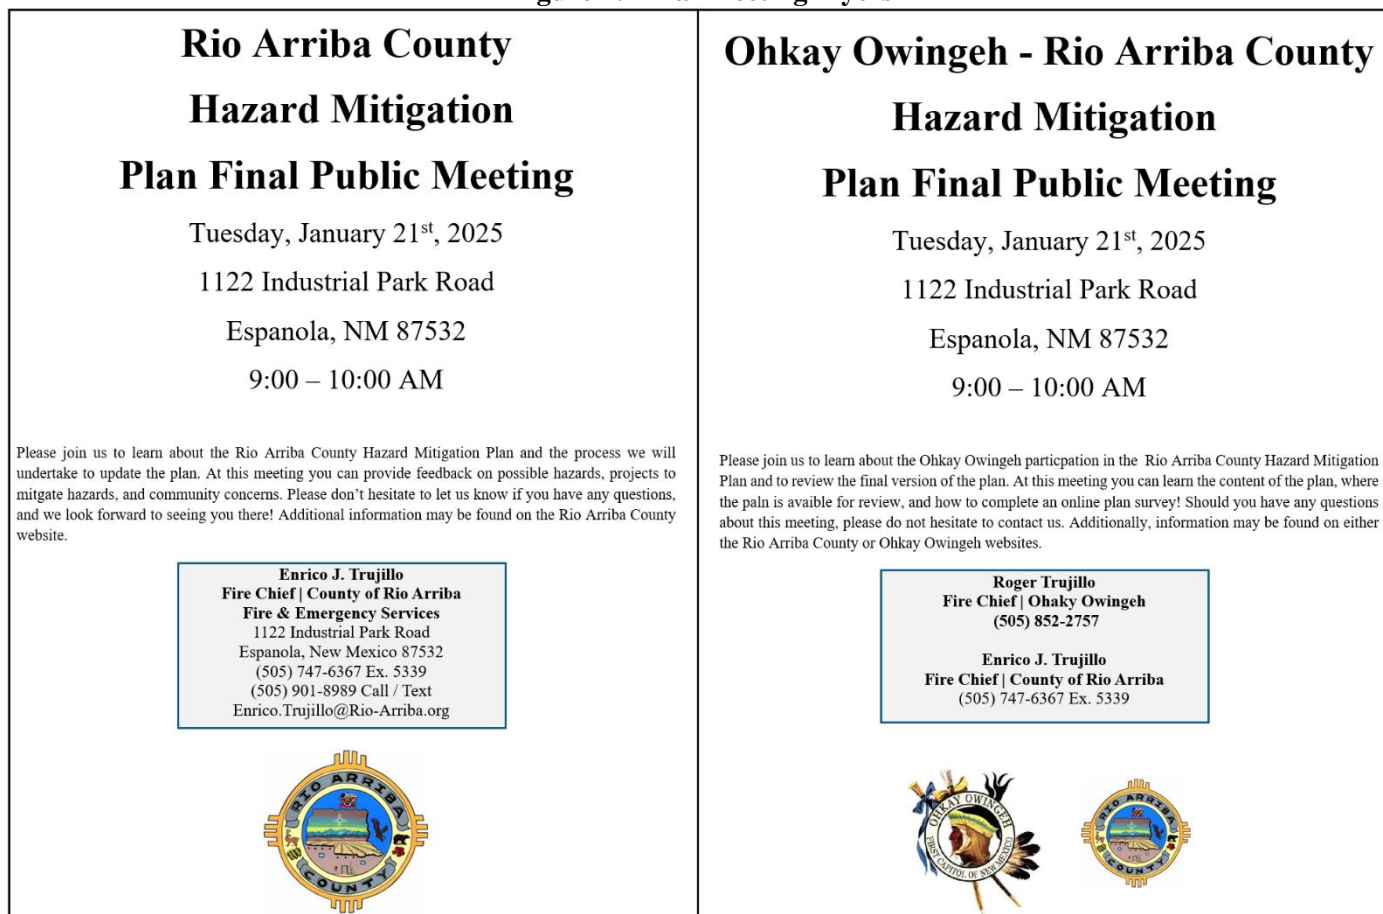 Rio Arriba County
Hazard Mitigation
Plan Final Public Meeting
Tuesday, January 21st, 2025
1122 Industrial Park Road
Espanola, NM 87532
9:00 – 10:00 AM
Please join us to learn about the Rio Arriba County Hazard Mitigation Plan and the process we will
undertake to update the plan. At this meeting you can provide feedback on possible hazards, projects to
mitgate hazards, and community concerns. Please don’t hesitate to let us know if you have any questions,
and we look forward to seeing you there! Additional information may be found on the Rio Arriba County
website.
Enrico J. Trujillo
Fire Chief | County of Rio Arriba
Fire & Emergency Services
1122 Industrial Park Road
Espanola, New Mexico 87532
(505) 747-6367 Ex. 5339
(505) 901-8989 Call / Text
Enrico.Trujillo@Rio-Arriba.org
RIO ARRIBA
COUNTY
Ohkay Owingeh - Rio Arriba County
Hazard Mitigation
Plan Final Public Meeting
Tuesday, January 21st, 2025
1122 Industrial Park Road
Espanola, NM 87532
9:00 – 10:00 AM
Please join us to learn about the Ohkay Owingeh particpation in the Rio Arriba County Hazard Mitigation
Plan and to review the final version of the plan. At this meeting you can learn the content of the plan, where
the paln is avaible for review, and how to complete an online plan survey! Should you have any questions
about this meeting, please do not hesitate to contact us. Additionally, information may be found on either
the Rio Arriba County or Ohkay Owingeh websites.
Roger Trujillo
Fire Chief | Ohaky Owingeh
(505) 852-2757
Enrico J. Trujillo
Fire Chief | County of Rio Arriba
(505) 747-6367 Ex. 5339
OHKAY OWINGEH
FIRST CAPITOL OF NEW MEXICO
RIO ARRIBA
COUNTY